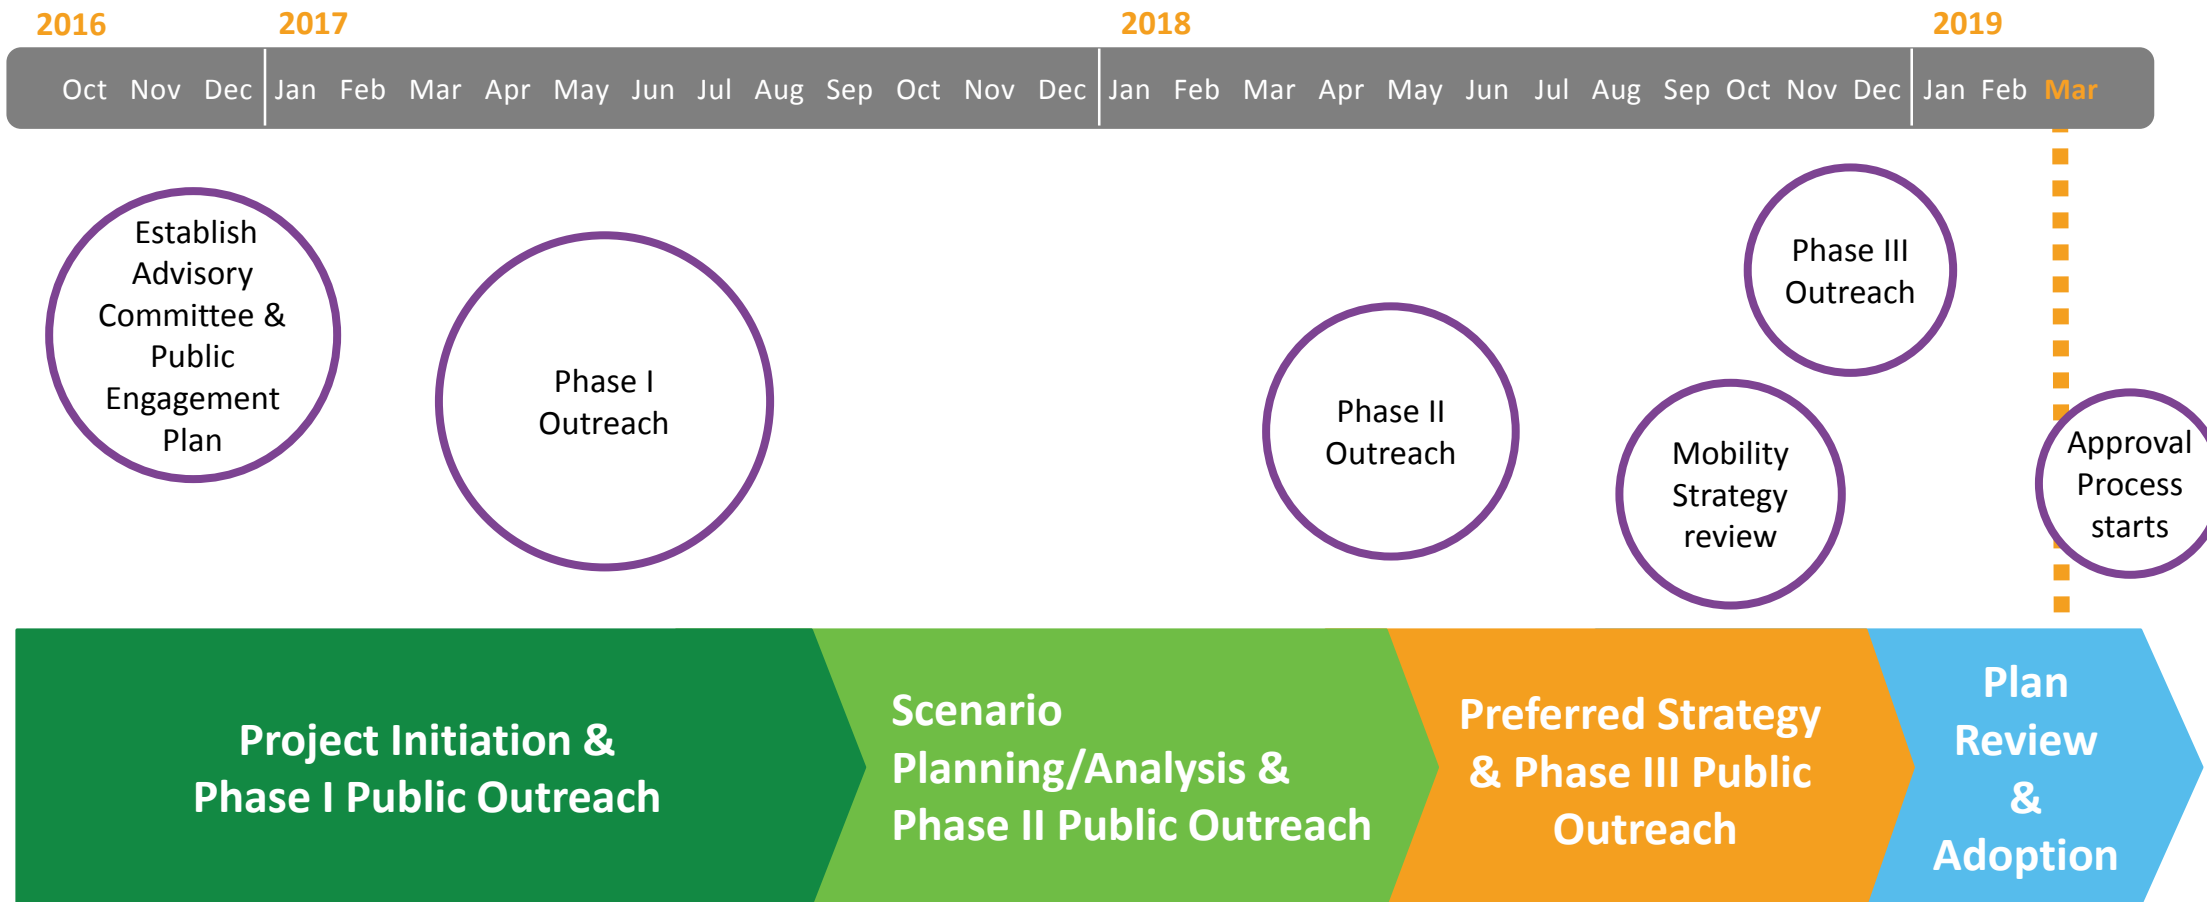 2016 2017 2018 2019
Oct Nov Dec Jan Feb Mar Apr May Jun Jul Aug Sep Oct Nov Dec Jan Feb Mar Apr May Jun Jul Aug Sep Oct Nov Dec Jan Feb Mar
Establish
Advisory
Committee &
Public
Engagement
Plan
Phase I
Outreach
Phase II
Outreach
Mobility
Strategy
review
Phase III
Outreach
Approval
Process
starts
Project Initiation &
Phase I Public Outreach
Scenario
Planning/Analysis &
Phase II Public Outreach
Preferred Strategy
& Phase III Public
Outreach
Plan
Review
&
Adoption